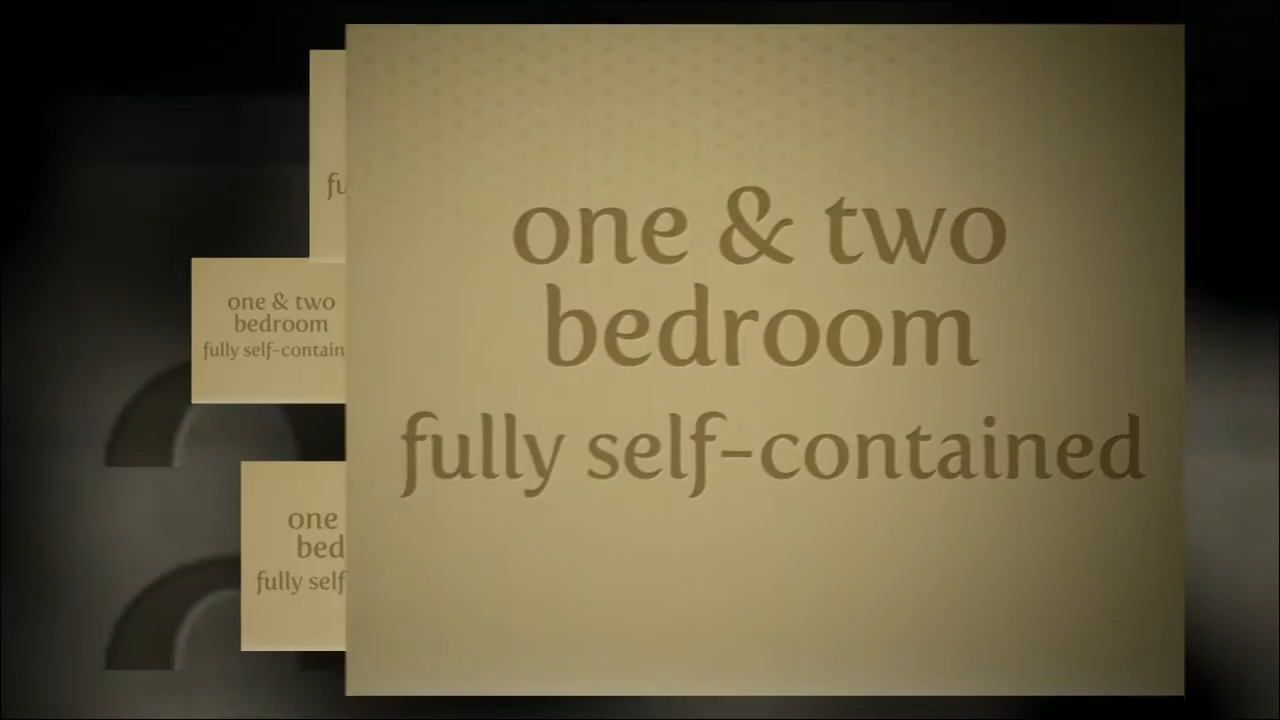 fu
one & two
bedroom
fully self-contain
one
bed
fully self
one & two
bedroom
fully self-contained